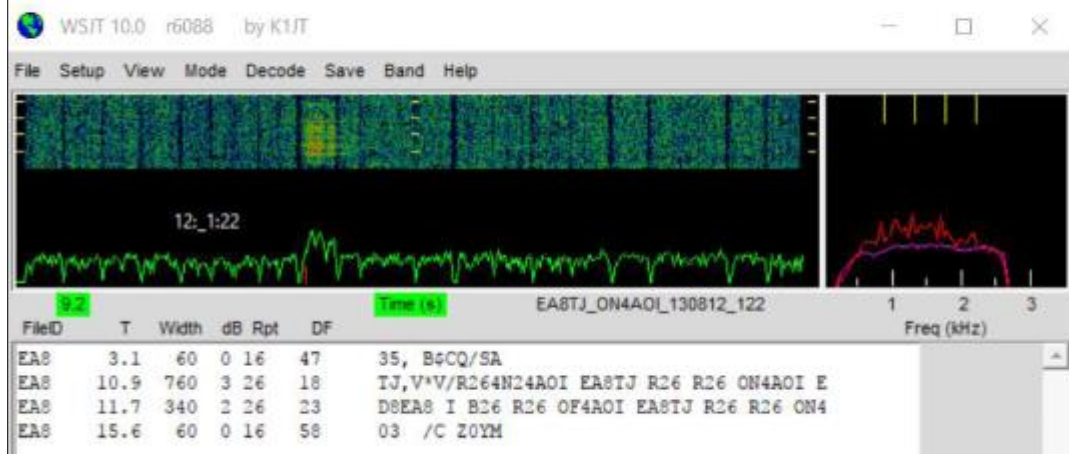 WSJT 10.0 r6088 by K1JT
File Setup View Mode Decode Save Band Help
12:_1:22
9.2 Time (s) EA8TJ_ON4AOI_130812_122 1 2 3
Freq (kHz)
FileID T Width dB Rpt DF
EA8 3.1 60 0 16 47 35, B$CQ/SA
EA8 10.9 760 3 26 18 TJ,V*V/R264N24AOI EA8TJ R26 R26 ON4AOI E
EA8 11.7 340 2 26 23 D8EA8 I B26 R26 OF4AOI EA8TJ R26 R26 ON4
EA8 15.6 60 0 16 58 03 /C Z0YM